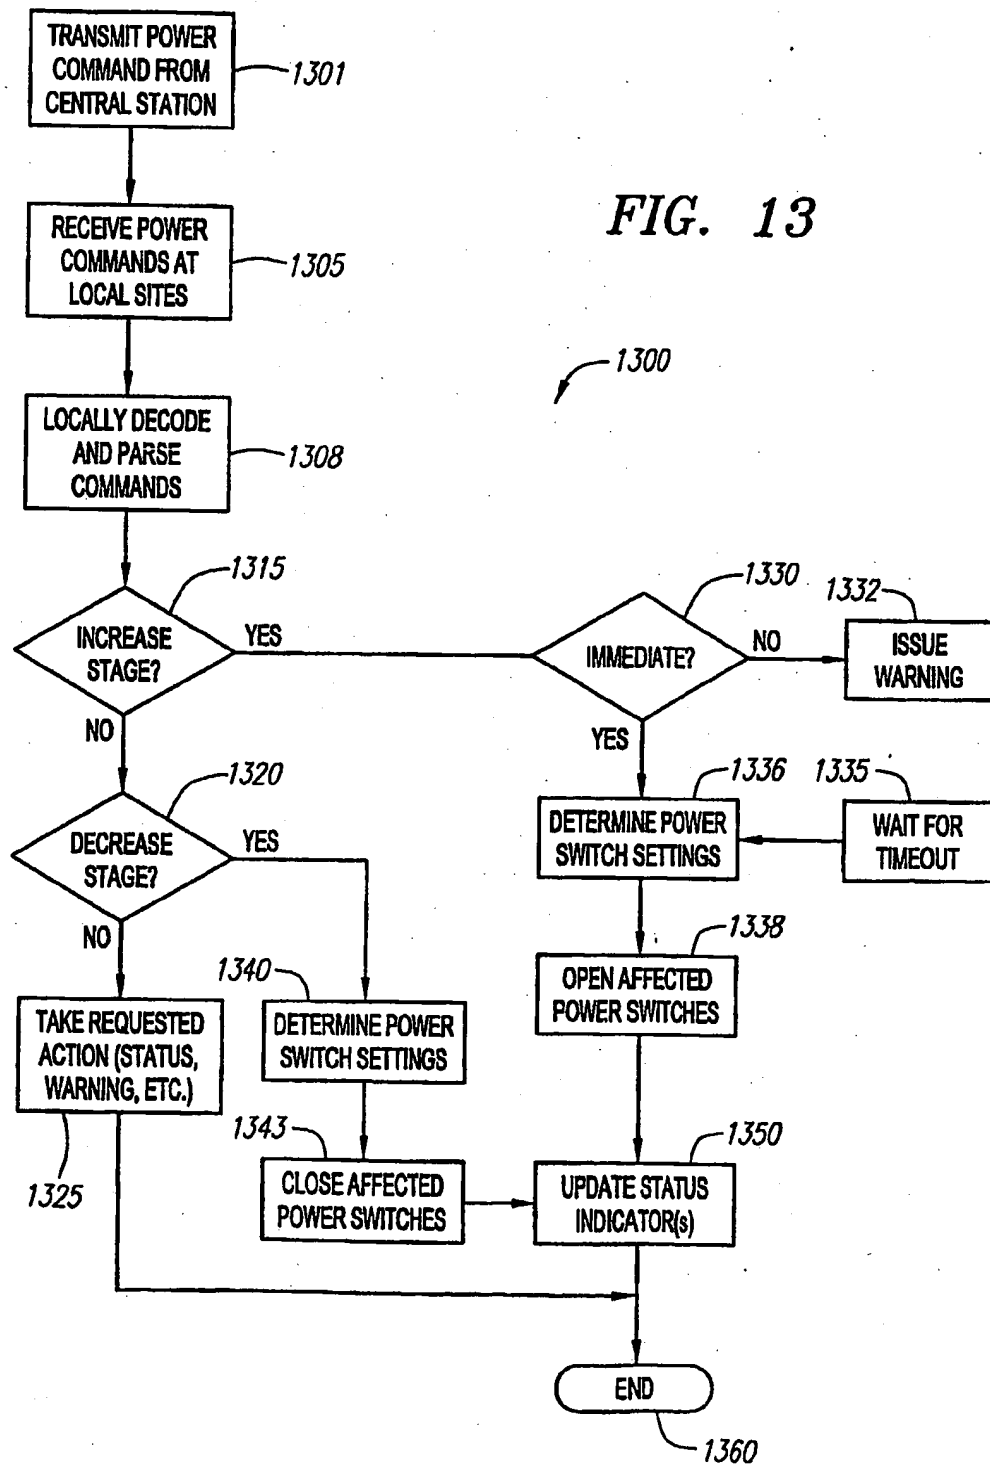 TRANSMIT POWER
COMMAND FROM
CENTRAL STATION
1301
RECEIVE POWER
COMMANDS AT
LOCAL SITES
1305
FIG. 13
1300
LOCALLY DECODE
AND PARSE
COMMANDS
1308
1315
INCREASE
STAGE?
YES
NO
1330
IMMEDIATE?
NO
YES
1332
ISSUE
WARNING
1320
DECREASE
STAGE?
YES
NO
1336
DETERMINE POWER
SWITCH SETTINGS
1335
WAIT FOR
TIMEOUT
1338
OPEN AFFECTED
POWER SWITCHES
TAKE REQUESTED
ACTION (STATUS,
WARNING, ETC.)
1325
1340
DETERMINE POWER
SWITCH SETTINGS
1343
CLOSE AFFECTED
POWER SWITCHES
1350
UPDATE STATUS
INDICATOR(s)
END
1360